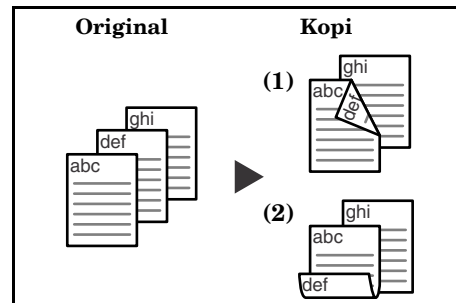 Original Kopi
(1)
ghi
abc
def
ghi
def
abc
(2)
ghi
abc
def